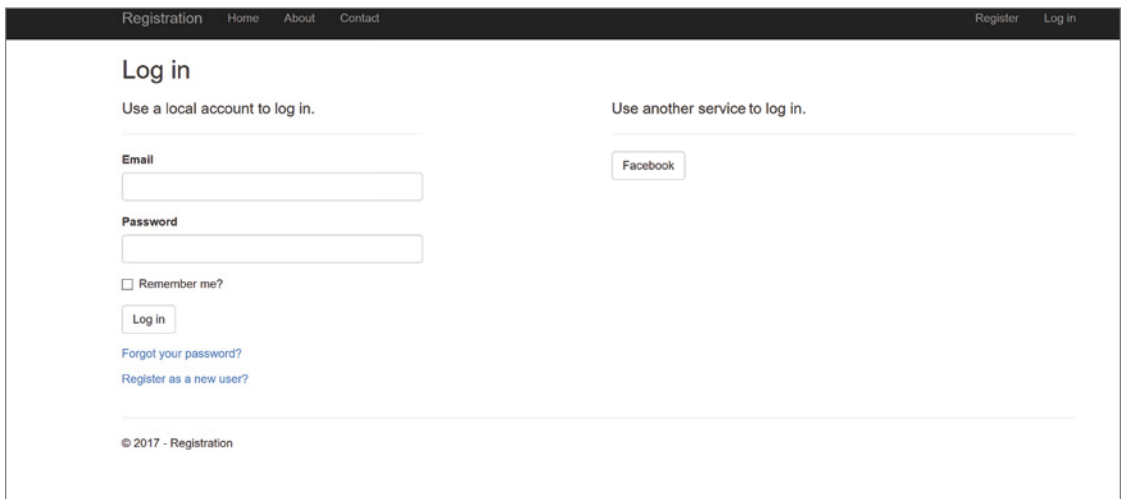 Registration Home About Contact Register Log in
Log in
Use a local account to log in.
Email
Password
Remember me?
Log in
Forgot your password?
Register as a new user?
Use another service to log in.
Facebook
© 2017 - Registration